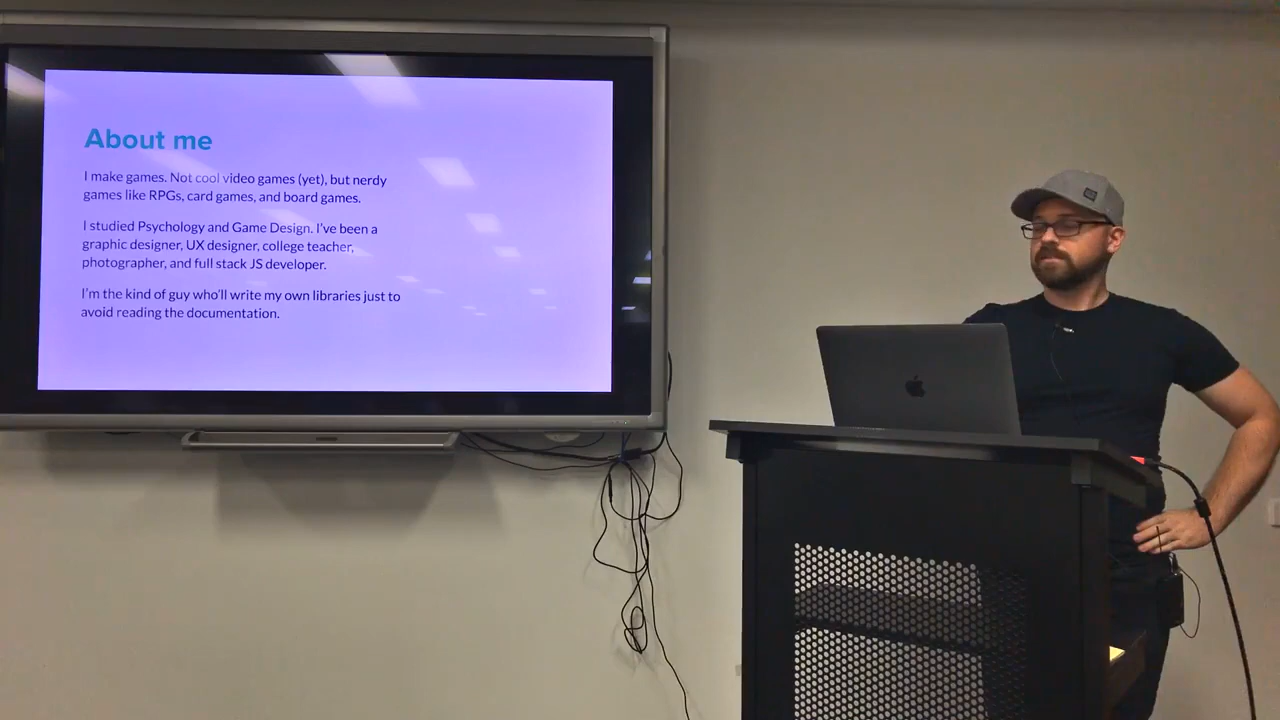 About me
I make games. Not cool video games (yet), but nerdy
games like RPGs, card games, and board games.
I studied Psychology and Game Design. I've been a
graphic designer, UX designer, college teacher,
photographer, and full stack JS developer.
I'm the kind of guy who'll write my own libraries just to
avoid reading the documentation.